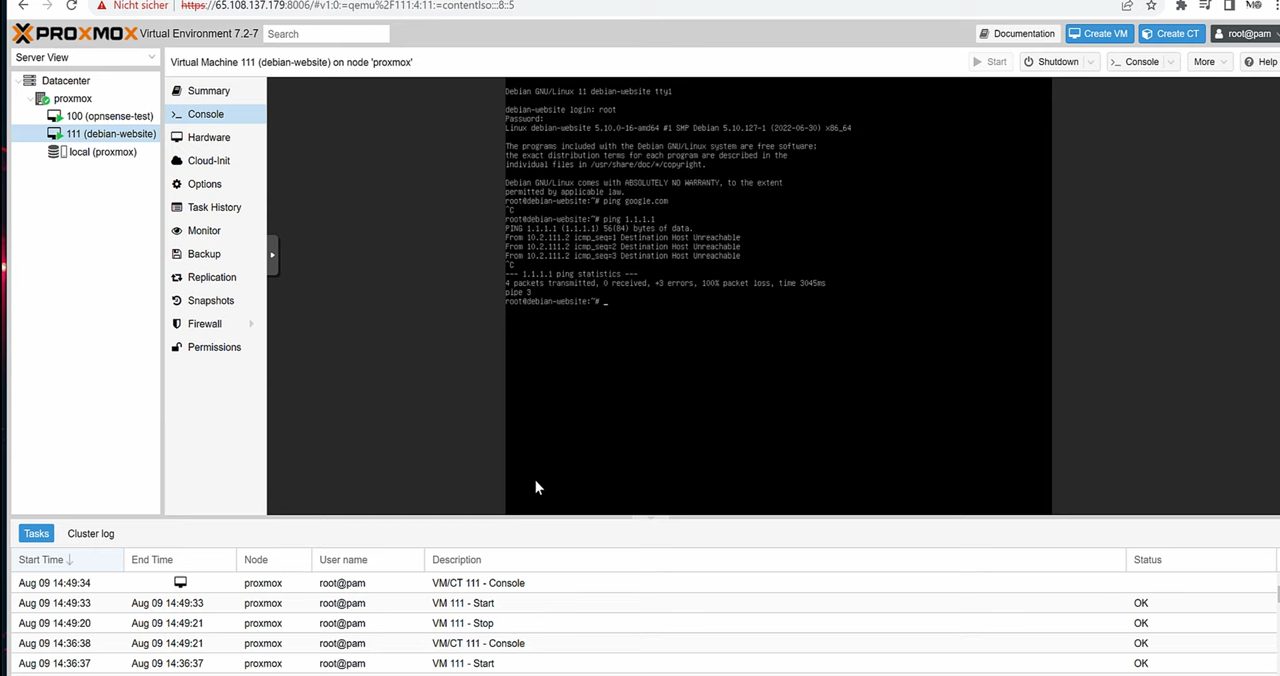 Nicht sicher https://65.108.137.179:8006/#v1:0:=qemu%2F111:4:11:=contentIso:::8::5
PROXMOX Virtual Environment 7.2-7 Search Documentation Create VM Create CT root@pam
Server View
Virtual Machine 111 (debian-website) on node 'proxmox' Start Shutdown Console More Help
Datacenter
proxmox
100 (opnsense-test)
111 (debian-website)
local (proxmox)
Summary
Console
Hardware
Cloud-Init
Options
Task History
Monitor
Backup
Replication
Snapshots
Firewall
Permissions
Debian GNU/Linux 11 debian-website tty1
debian-website login: root
Password:
Linux debian-website 5.10.0-16-amd64 #1 SMP Debian 5.10.127-1 (2022-06-30) x86_64
The programs included with the Debian GNU/Linux system are free software;
the exact distribution terms for each program are described in the
individual files in /usr/share/doc/*/copyright.
Debian GNU/Linux comes with ABSOLUTELY NO WARRANTY, to the extent
permitted by applicable law.
root@debian-website:~# ping google.com
^C
root@debian-website:~# ping 1.1.1.1
PING 1.1.1.1 (1.1.1.1) 56(84) bytes of data.
From 10.2.111.2 icmp_seq=1 Destination Host Unreachable
From 10.2.111.2 icmp_seq=2 Destination Host Unreachable
From 10.2.111.2 icmp_seq=3 Destination Host Unreachable
^C
--- 1.1.1.1 ping statistics ---
4 packets transmitted, 0 received, +3 errors, 100% packet loss, time 3045ms
pipe 3
root@debian-website:~# _
Tasks Cluster log
Start Time End Time Node User name Description Status
Aug 09 14:49:34 proxmox root@pam VM/CT 111 - Console
Aug 09 14:49:33 Aug 09 14:49:33 proxmox root@pam VM 111 - Start OK
Aug 09 14:49:20 Aug 09 14:49:21 proxmox root@pam VM 111 - Stop OK
Aug 09 14:36:38 Aug 09 14:49:21 proxmox root@pam VM/CT 111 - Console OK
Aug 09 14:36:37 Aug 09 14:36:37 proxmox root@pam VM 111 - Start OK